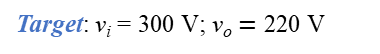 Target: vᵢ = 300 V; vₒ = 220 V